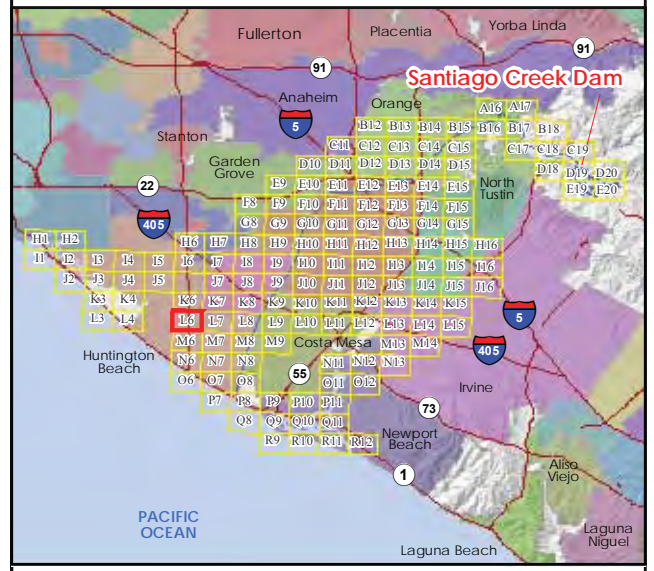 Fullerton
Placentia
Yorba Linda
91
91
Santiago Creek Dam
Anaheim
Orange
A16 A17
5
B12 B13 B14 B15 B16 B17 B18
Stanton
C11 C12 C13 C14 C15 C17 C18 C19
Garden
Grove
D10 D11 D12 D13 D14 D15 D18 D19 D20
22
E9 E10 E11 E12 E13 E14 E15 E19 E20
North
Tustin
F8 F9 F10 F11 F12 F13 F14 F15
405
G8 G9 G10 G11 G12 G13 G14 G15
H1 H2 H6 H7 H8 H9 H10 H11 H12 H13 H14 H15 H16
I1 I2 I3 I4 I5 I6 I7 I8 I9 I10 I11 I12 I13 I14 I15 I16
J2 J3 J4 J5 J7 J8 J9 J10 J11 J12 J13 J14 J15 J16
K3 K4 K6 K7 K8 K9 K10 K11 K12 K13 K14 K15
5
L3 L4 L6 L7 L8 L9 L10 L11 L12 L13 L14 L15
M6 M7 M8 M9 Costa Mesa M13 M14
405
Huntington
Beach
N6 N7 N8 N11 N12 N13
55
O6 O7 O8 O11 O12
Irvine
P7 P8 P9 P10 P11
73
Q8 Q9 Q10 Q11
Newport
Beach
R9 R10 R11 R12
1
Aliso
Viejo
PACIFIC
OCEAN
Laguna
Niguel
Laguna Beach